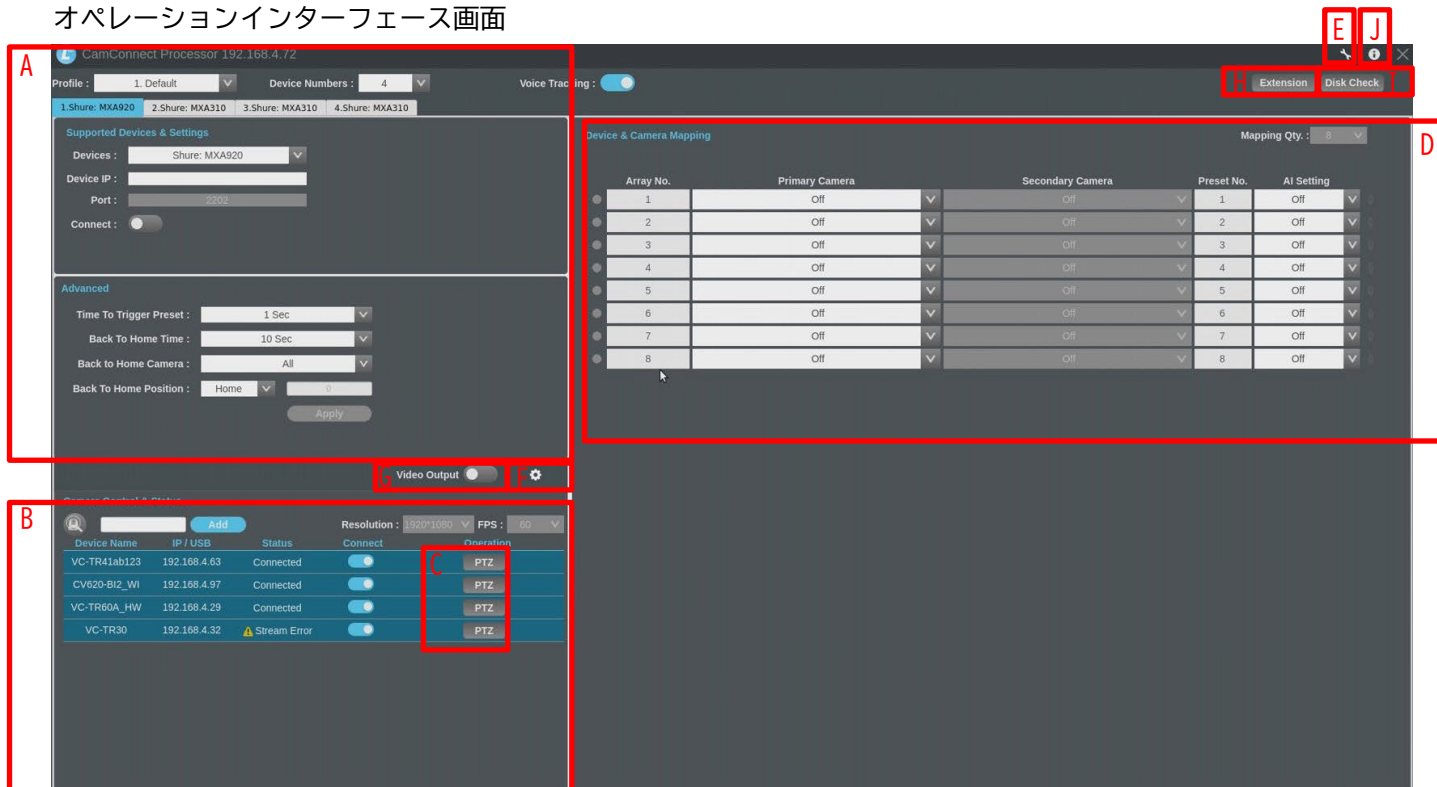 オペレーションインターフェース画面
E J
A CamConnect Processor 192.168.4.72
Profile : 1. Default Device Numbers : 4 Voice Tracking : Extension Disk Check
1.Shure: MXA920 2.Shure: MXA310 3.Shure: MXA310 4.Shure: MXA310
Supported Devices & Settings
Devices : Shure: MXA920
Device IP :
Port : 2202
Connect :
Advanced
Time To Trigger Preset : 1 Sec
Back To Home Time : 10 Sec
Back to Home Camera : All
Back To Home Position : Home 0
Apply
D
Device & Camera Mapping Mapping Qty. : 8
Array No. Primary Camera Secondary Camera Preset No. AI Setting
1 Off Off 1 Off
2 Off Off 2 Off
3 Off Off 3 Off
4 Off Off 4 Off
5 Off Off 5 Off
6 Off Off 6 Off
7 Off Off 7 Off
8 Off Off 8 Off
G Video Output F
B
Camera Control & Status
Add Resolution : 1920*1080 FPS : 60
Device Name IP / USB Status Connect Operation
C
VC-TR41ab123 192.168.4.63 Connected PTZ
CV620-BI2_WI 192.168.4.97 Connected PTZ
VC-TR60A_HW 192.168.4.29 Connected PTZ
VC-TR30 192.168.4.32 Stream Error PTZ